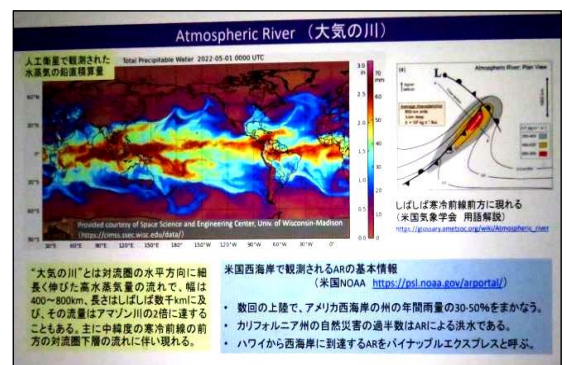 Atmospheric River （大気の川）
人工衛星で観測された
水蒸気の鉛直積算量
Total Precipitable Water 2022-05-01 0000 UTC
Provided courtesy of Space Science and Engineering Center, Univ. of Wisconsin-Madison
(https://cimss.ssec.wisc.edu/data/)
Atmospheric River: Plan View
L
しばしば寒冷前線前方に現れる
（米国気象学会 用語解説）
https://glossary.ametsoc.org/wiki/Atmospheric_river
“大気の川”とは対流圏の水平方向に細
長く伸びた高水蒸気量の流れで、幅は
400～800km、長さはしばしば数千kmに及
び、その流量はアマゾン川の2倍に達する
こともある。主に中緯度の寒冷前線の前
方の対流圏下層の流れに伴い現れる。
米国西海岸で観測されるARの基本情報
（米国NOAA https://psl.noaa.gov/arportal/）
• 数回の上陸で、アメリカ西海岸の州の年間雨量の30-50%をまかなう。
• カリフォルニア州の自然災害の過半数はARによる洪水である。
• ハワイから西海岸に到達するARをパイナップルエクスプレスと呼ぶ。